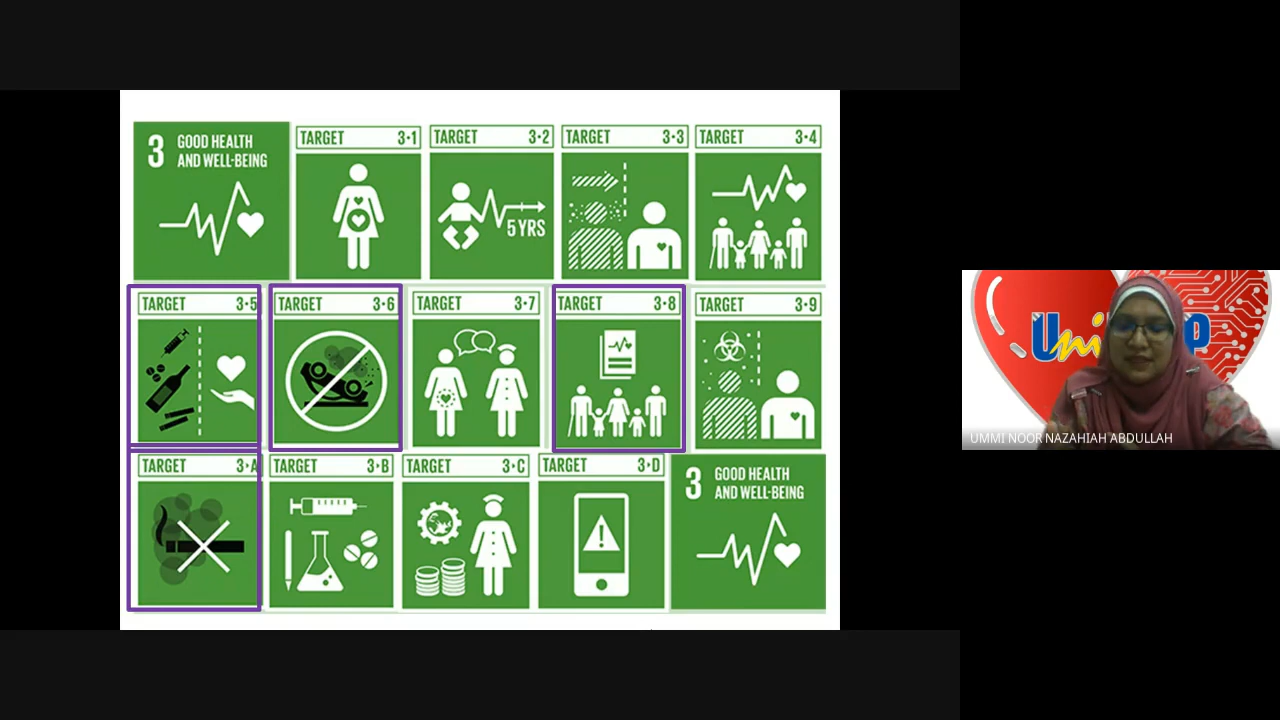 3 GOOD HEALTH
AND WELL-BEING
TARGET 3·1
TARGET 3·2
5 YRS
TARGET 3·3
TARGET 3·4
TARGET 3·5
TARGET 3·6
TARGET 3·7
TARGET 3·8
TARGET 3·9
TARGET 3·A
TARGET 3·B
TARGET 3·C
TARGET 3·D
3 GOOD HEALTH
AND WELL-BEING
UMMI NOOR NAZAHIAH ABDULLAH